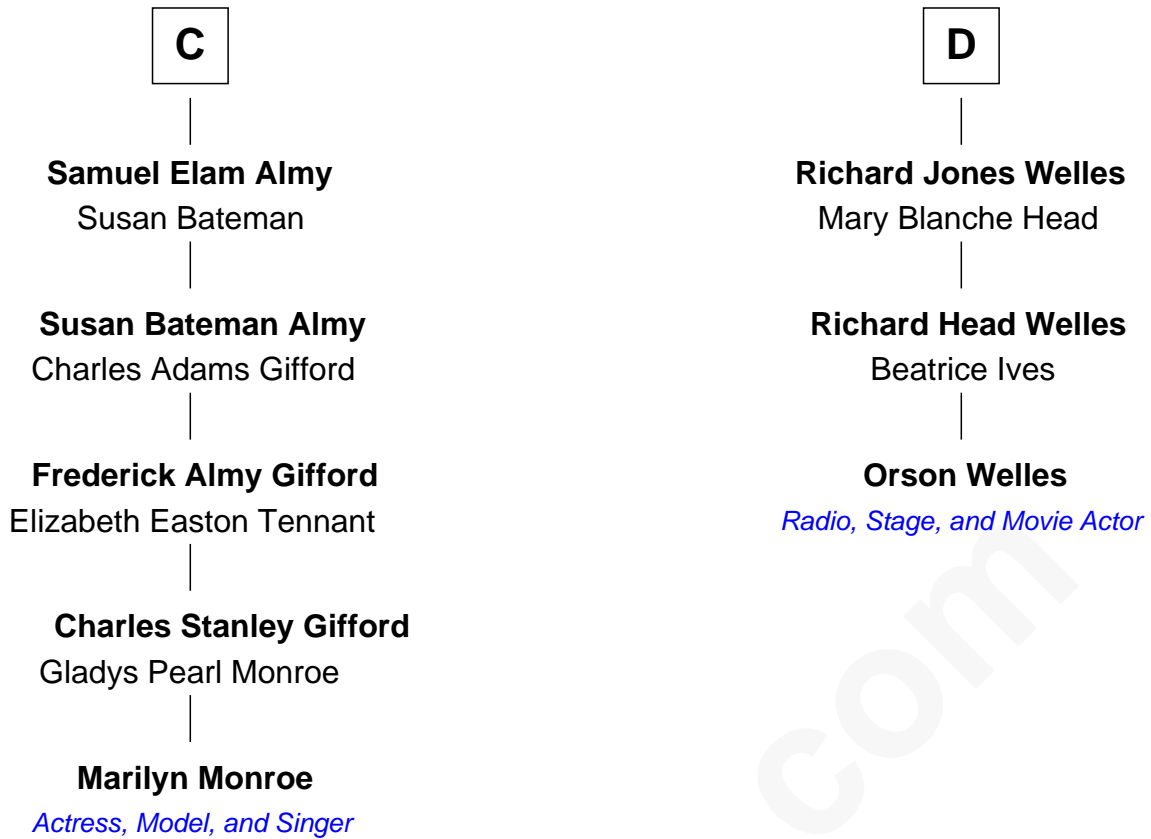 C
Samuel Elam Almy
Susan Bateman
Susan Bateman Almy
Charles Adams Gifford
Frederick Almy Gifford
Elizabeth Easton Tennant
Charles Stanley Gifford
Gladys Pearl Monroe
Marilyn Monroe
Actress, Model, and Singer
D
Richard Jones Welles
Mary Blanche Head
Richard Head Welles
Beatrice Ives
Orson Welles
Radio, Stage, and Movie Actor
com